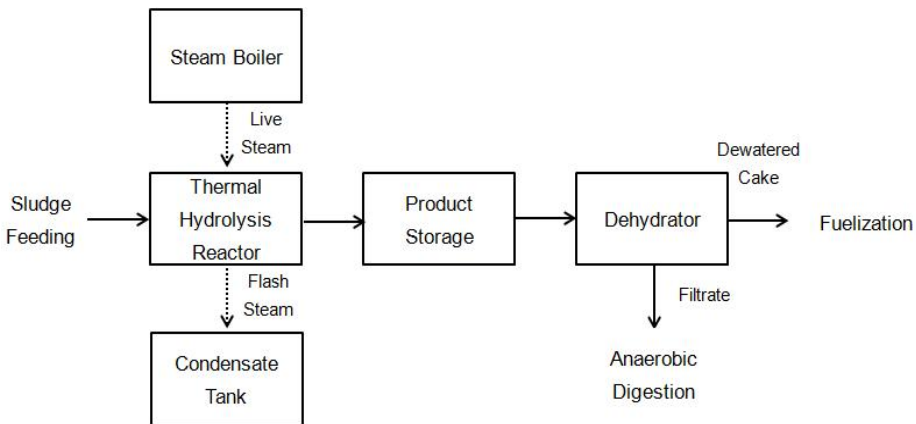 Steam Boiler
Live
Steam
Sludge
Feeding
Thermal
Hydrolysis
Reactor
Product
Storage
Dehydrator
Dewatered
Cake
Fuelization
Flash
Steam
Filtrate
Condensate
Tank
Anaerobic
Digestion